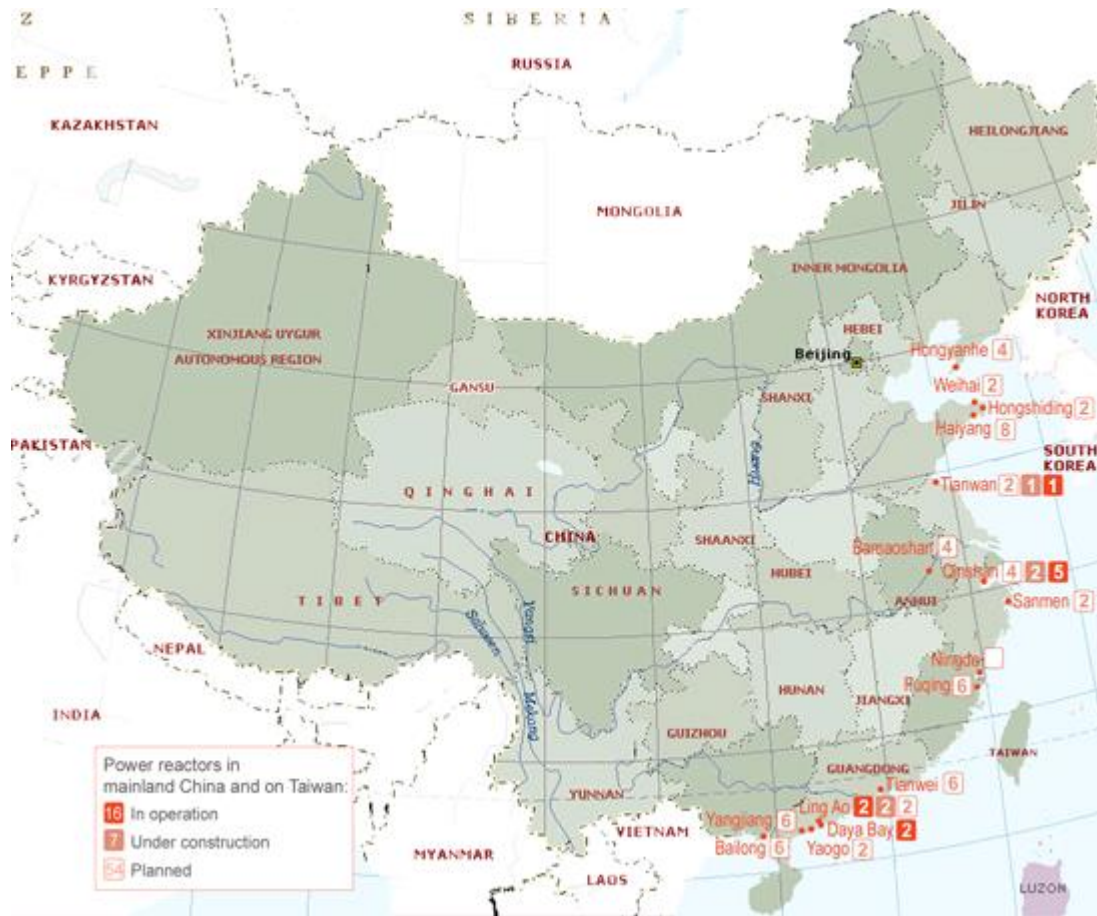 Z
SIBERIA
EPPE
RUSSIA
KAZAKHSTAN
HEILONGJIANG
MONGOLIA
JILIN
KYRGYZSTAN
INNER MONGOLIA
NORTH
KOREA
XINJIANG UYGUR
AUTONOMOUS REGION
HEBEI
Beijing
Hongyanhe 4
GANSU
Weihai 2
SHANXI
Hongshiding 2
Haiyang 8
PAKISTAN
Huang
SOUTH
KOREA
QINGHAI
Tianwan 2 1 1
CHINA
SHAANXI
4
HUBEI
Qinshan 4 2 5
SICHUAN
ANHUI
TIBET
Sanmen 2
Yangzi
Salween
NEPAL
Mekong
Ningde
HUNAN
Fuqing 6
JIANGXI
INDIA
GUIZHOU
TAIWAN
Power reactors in
mainland China and on Taiwan:
16 In operation
7 Under construction
54 Planned
GUANGDONG
Tianwei 6
YUNNAN
Ling Ao 2 2 2
Yangjiang 6
VIETNAM
Daya Bay 2
Bailong 6
Yaogo 2
MYANMAR
LAOS
LUZON